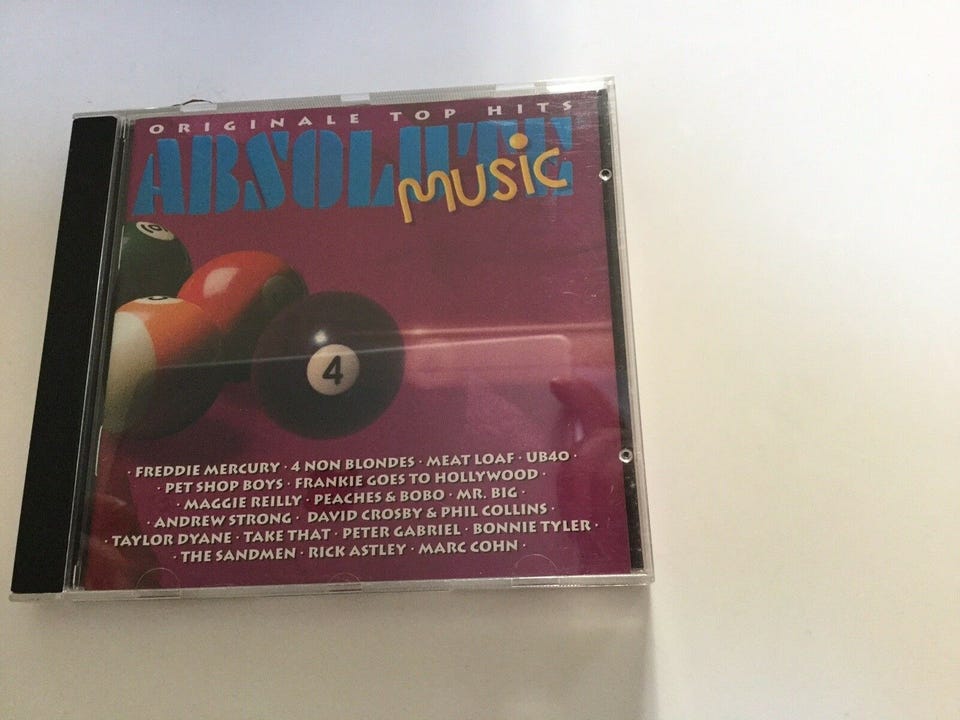 ORIGINALE TOP HITS
ABSOLUTE
MUSiC
10
4
· FREDDIE MERCURY · 4 NON BLONDES · MEAT LOAF · UB40 ·
· PET SHOP BOYS · FRANKIE GOES TO HOLLYWOOD ·
· MAGGIE REILLY · PEACHES & BOBO · MR. BIG ·
· ANDREW STRONG · DAVID CROSBY & PHIL COLLINS ·
· TAYLOR DYANE · TAKE THAT · PETER GABRIEL · BONNIE TYLER ·
· THE SANDMEN · RICK ASTLEY · MARC COHN ·